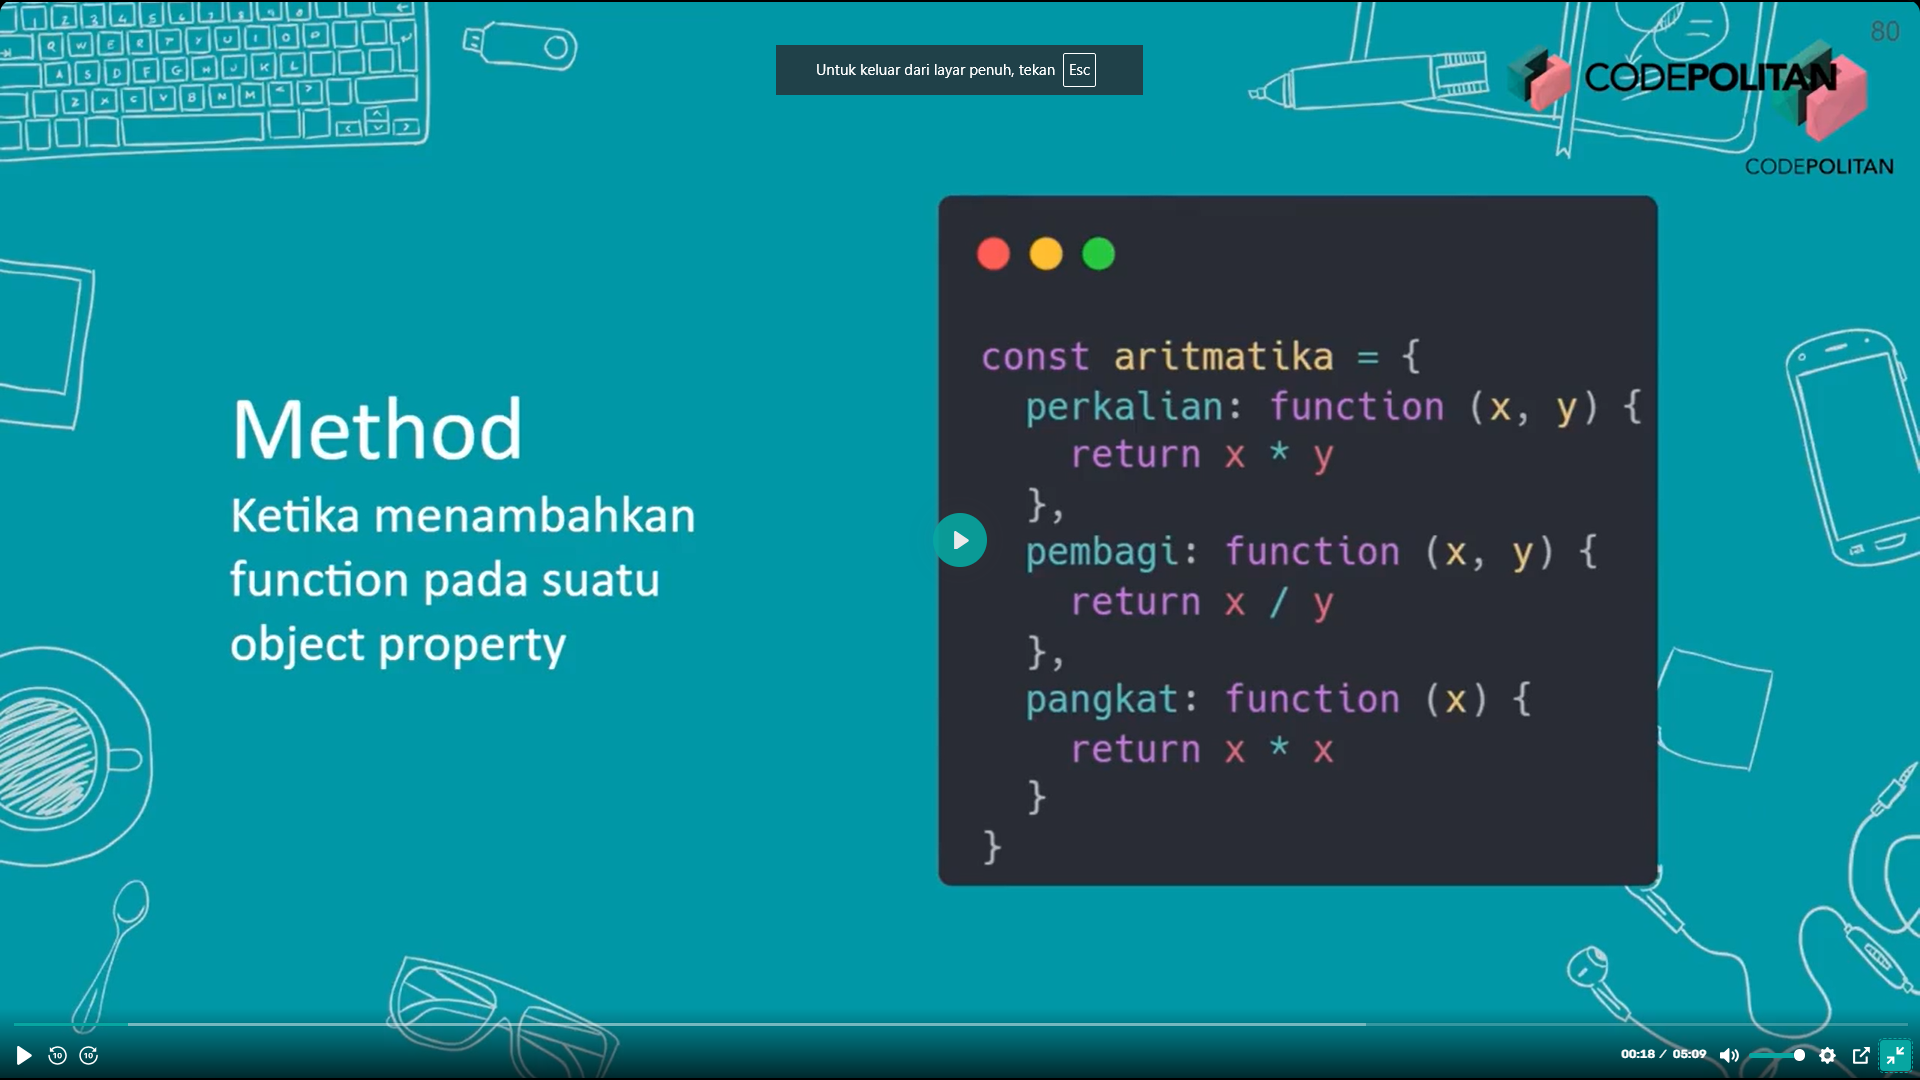 80
Untuk keluar dari layar penuh, tekan Esc
CODEPOLITAN
CODEPOLITAN
Method
Ketika menambahkan
function pada suatu
object property
const aritmatika = {
  perkalian: function (x, y) {
    return x * y
  },
  pembagi: function (x, y) {
    return x / y
  },
  pangkat: function (x) {
    return x * x
  }
}
10
10
00:18 / 05:09